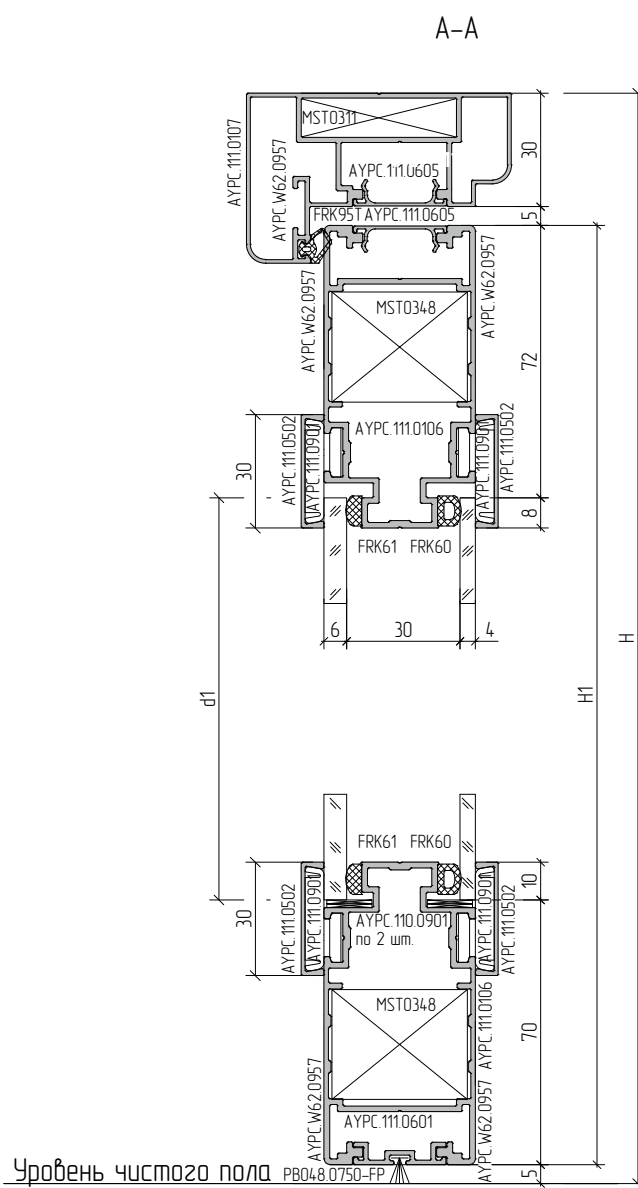 А-А
MST0311
AYPC.111.0107
AYPC.W62.0957
AYPC.111.0605
30
FRK95T
AYPC.111.0605
5
AYPC.W62.0957
AYPC.W62.0957
MST0348
72
AYPC.111.0106
AYPC.111.0502
AYPC.111.0901
AYPC.111.0901
AYPC.111.0502
30
8
FRK61
FRK60
6
30
4
d1
H1
H
FRK61
FRK60
10
30
AYPC.111.0502
AYPC.111.0901
AYPC.110.0901
по 2 шт.
AYPC.111.0901
AYPC.111.0502
MST0348
AYPC.111.0106
70
AYPC.W62.0957
AYPC.111.0601
AYPC.W62.0957
Уровень чистого пола
PB048.0750-FP
5